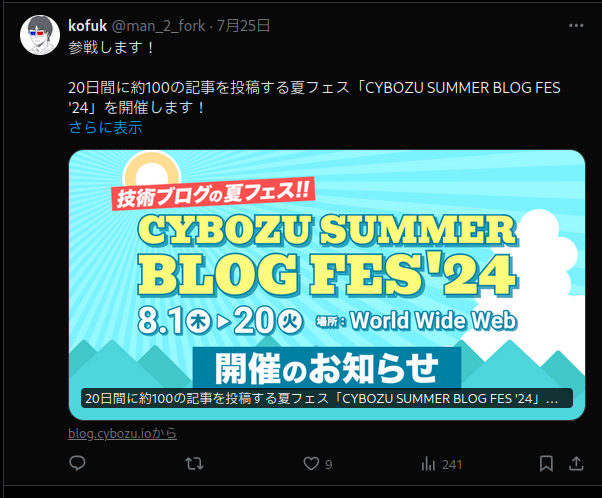 kofuk @man_2_fork · 7月25日
参戦します！
20日間に約100の記事を投稿する夏フェス「CYBOZU SUMMER BLOG FES
'24」を開催します！
さらに表示
技術ブログの夏フェス!!
CYBOZU SUMMER
BLOG FES'24
8.1木▶20火 場所：World Wide Web
開催のお知らせ
20日間に約100の記事を投稿する夏フェス「CYBOZU SUMMER BLOG FES '24」...
blog.cybozu.ioから
9 241